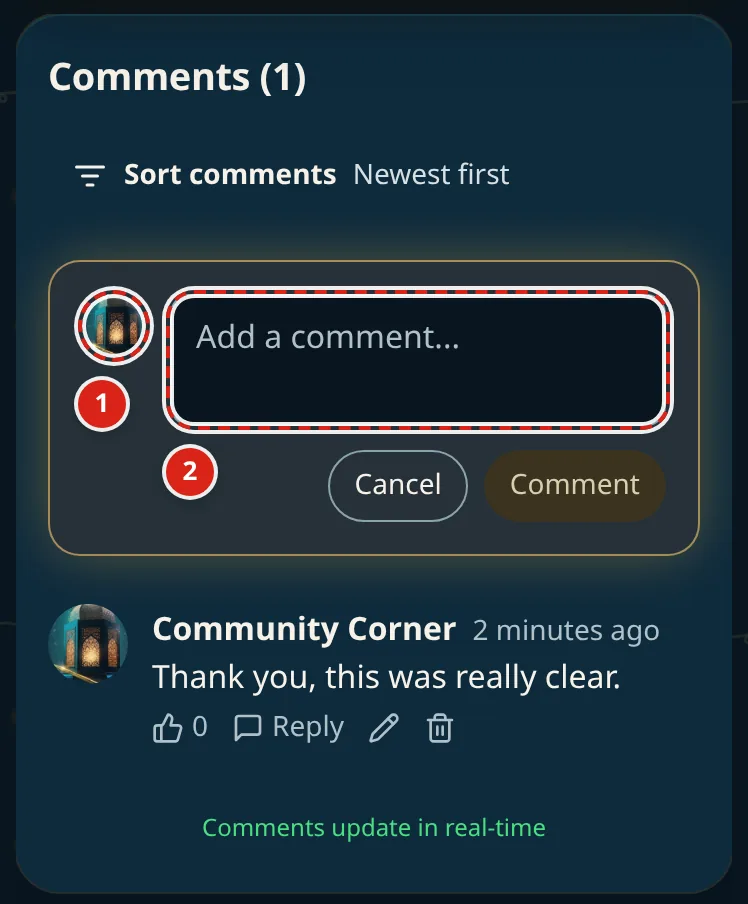 Comments (1)
Sort comments Newest first
Add a comment...
1
2
Cancel Comment
Community Corner 2 minutes ago
Thank you, this was really clear.
0 Reply
Comments update in real-time